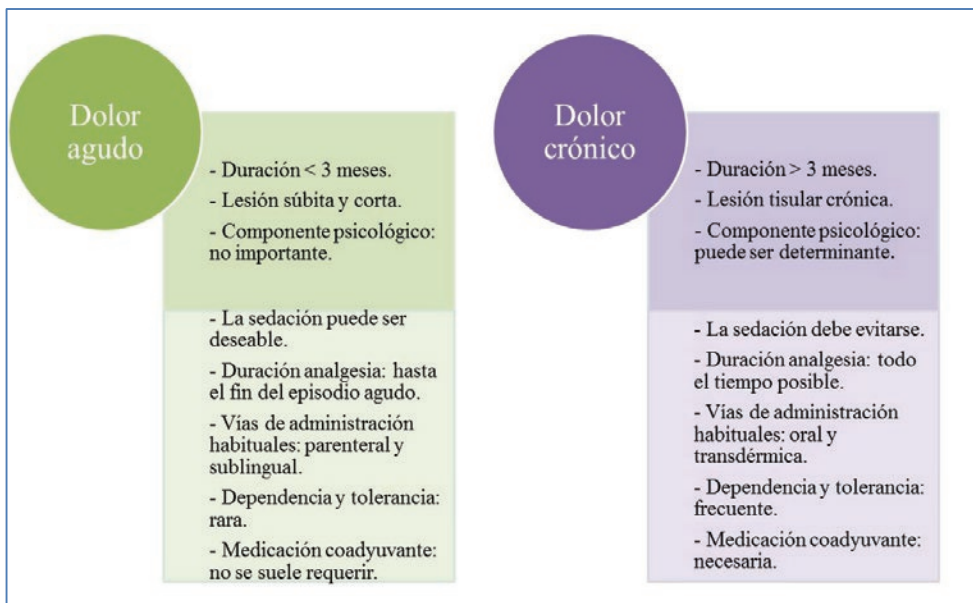 Dolor
agudo
- Duración < 3 meses.
- Lesión súbita y corta.
- Componente psicológico:
no importante.
- La sedación puede ser
deseable.
- Duración analgesia: hasta
el fin del episodio agudo.
- Vías de administración
habituales: parenteral y
sublingual.
- Dependencia y tolerancia:
rara.
- Medicación coadyuvante:
no se suele requerir.
Dolor
crónico
- Duración > 3 meses.
- Lesión tisular crónica.
- Componente psicológico:
puede ser determinante.
- La sedación debe evitarse.
- Duración analgesia: todo
el tiempo posible.
- Vías de administración
habituales: oral y
transdérmica.
- Dependencia y tolerancia:
frecuente.
- Medicación coadyuvante:
necesaria.